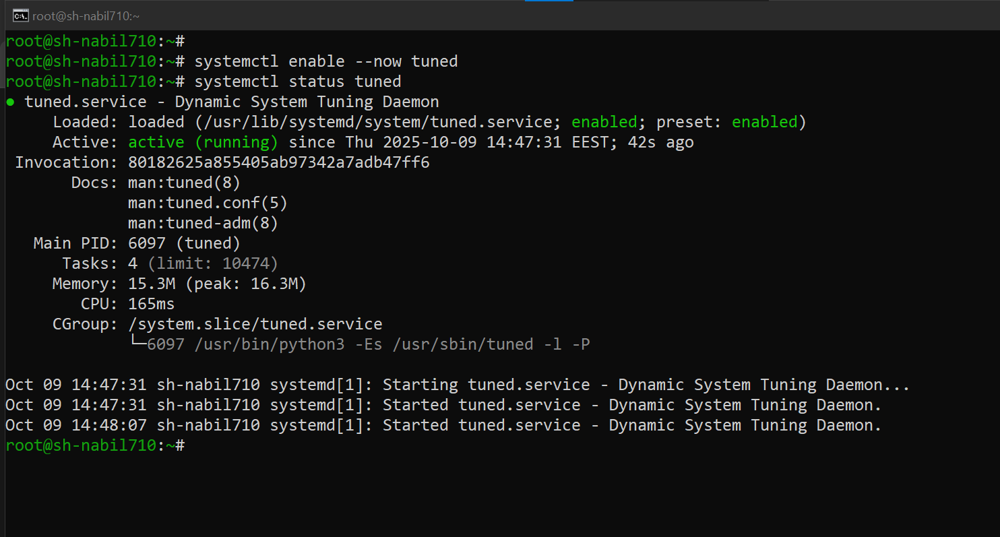 root@sh-nabil710:~
root@sh-nabil710:~#
root@sh-nabil710:~# systemctl enable --now tuned
root@sh-nabil710:~# systemctl status tuned
● tuned.service - Dynamic System Tuning Daemon
     Loaded: loaded (/usr/lib/systemd/system/tuned.service; enabled; preset: enabled)
     Active: active (running) since Thu 2025-10-09 14:47:31 EEST; 42s ago
 Invocation: 80182625a855405ab97342a7adb47ff6
       Docs: man:tuned(8)
             man:tuned.conf(5)
             man:tuned-adm(8)
   Main PID: 6097 (tuned)
      Tasks: 4 (limit: 10474)
     Memory: 15.3M (peak: 16.3M)
        CPU: 165ms
     CGroup: /system.slice/tuned.service
             └─6097 /usr/bin/python3 -Es /usr/sbin/tuned -l -P
Oct 09 14:47:31 sh-nabil710 systemd[1]: Starting tuned.service - Dynamic System Tuning Daemon...
Oct 09 14:47:31 sh-nabil710 systemd[1]: Started tuned.service - Dynamic System Tuning Daemon.
Oct 09 14:48:07 sh-nabil710 systemd[1]: Started tuned.service - Dynamic System Tuning Daemon.
root@sh-nabil710:~#